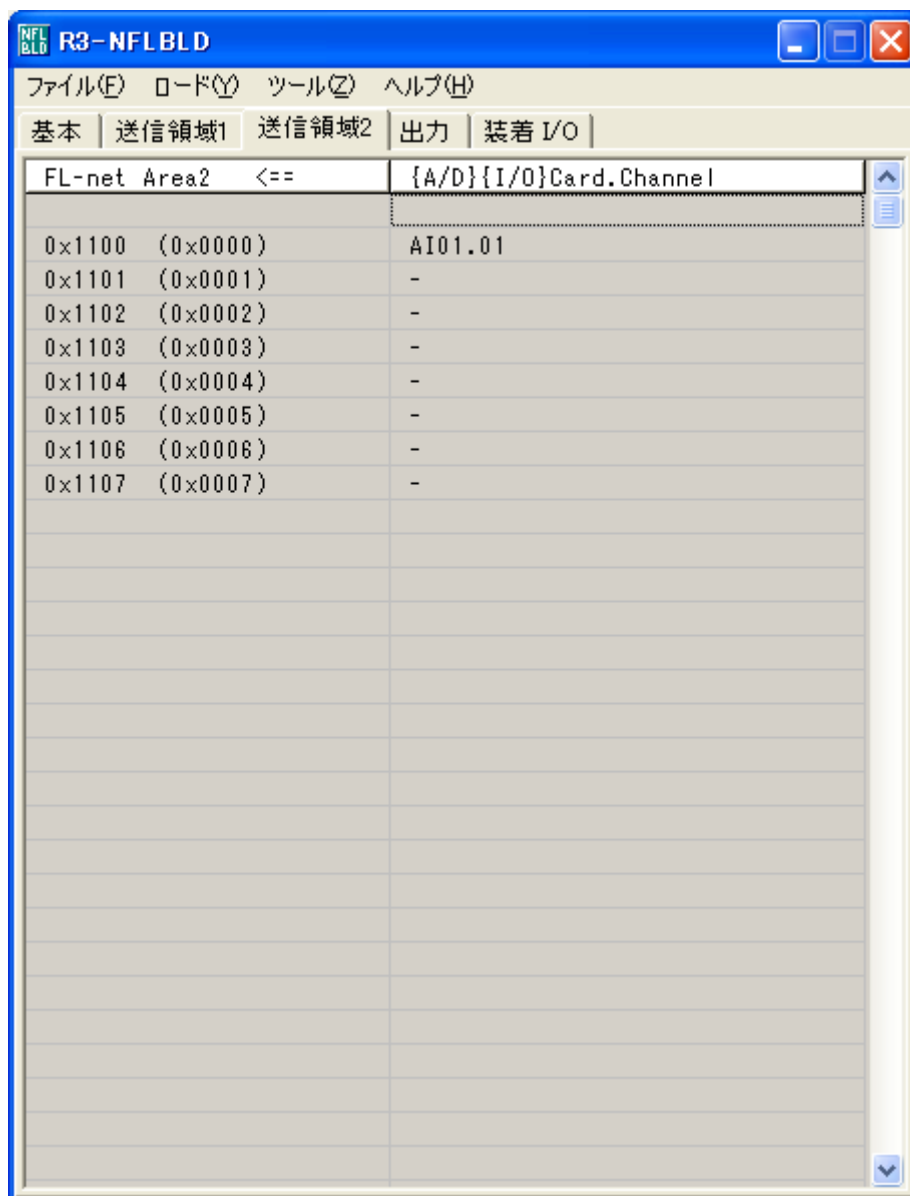 NFL BLD R3-NFLBLD
ファイル(F) ロード(Y) ツール(Z) ヘルプ(H)
基本 送信領域1 送信領域2 出力 装着 I/O
FL-net Area2 <== {A/D}{I/O}Card.Channel
0x1100 (0x0000) AI01.01
0x1101 (0x0001) -
0x1102 (0x0002) -
0x1103 (0x0003) -
0x1104 (0x0004) -
0x1105 (0x0005) -
0x1106 (0x0006) -
0x1107 (0x0007) -